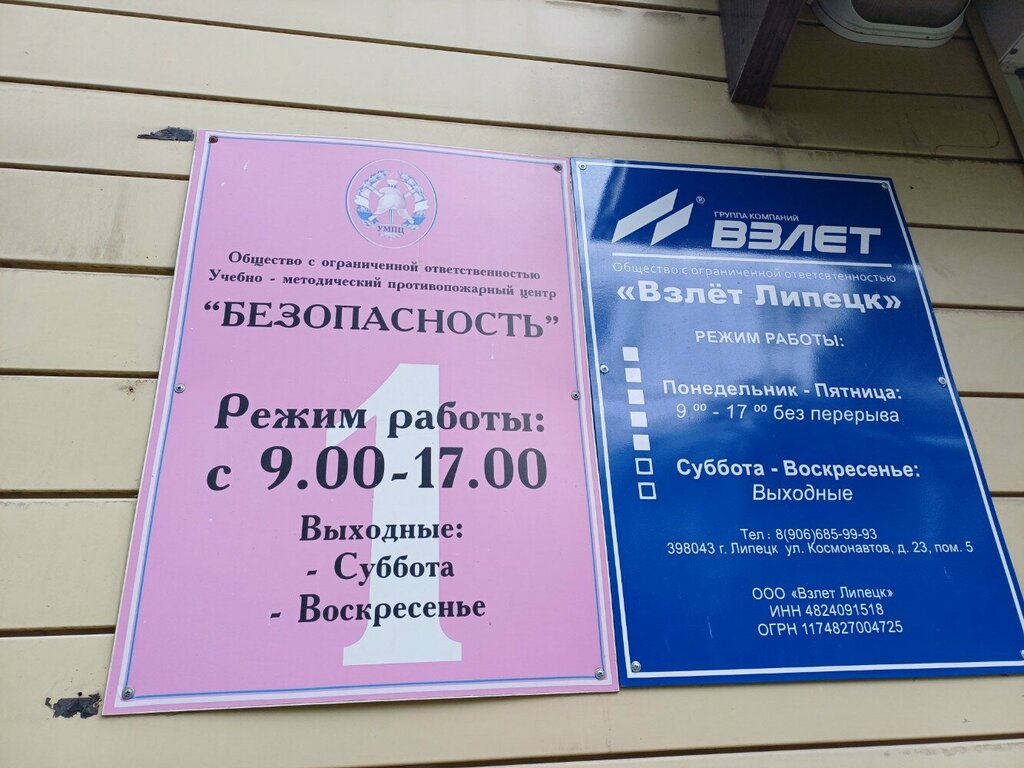 УМПЦ
Общество с ограниченной ответственностью
Учебно - методический противопожарный центр
“БЕЗОПАСНОСТЬ”
1
Режим работы:
с 9.00-17.00
Выходные:
- Суббота
- Воскресенье
®
ГРУППА КОМПАНИЙ
ВЗЛЕТ
Общество с ограниченной ответсвтенностью
«Взлёт Липецк»
РЕЖИМ РАБОТЫ:
Понедельник - Пятница:
9 ⁰⁰ - 17 ⁰⁰ без перерыва
Суббота - Воскресенье:
Выходные
Тел : 8(906)685-99-93
398043 г. Липецк ул. Космонавтов, д. 23, пом. 5
ООО «Взлет Липецк»
ИНН 4824091518
ОГРН 1174827004725